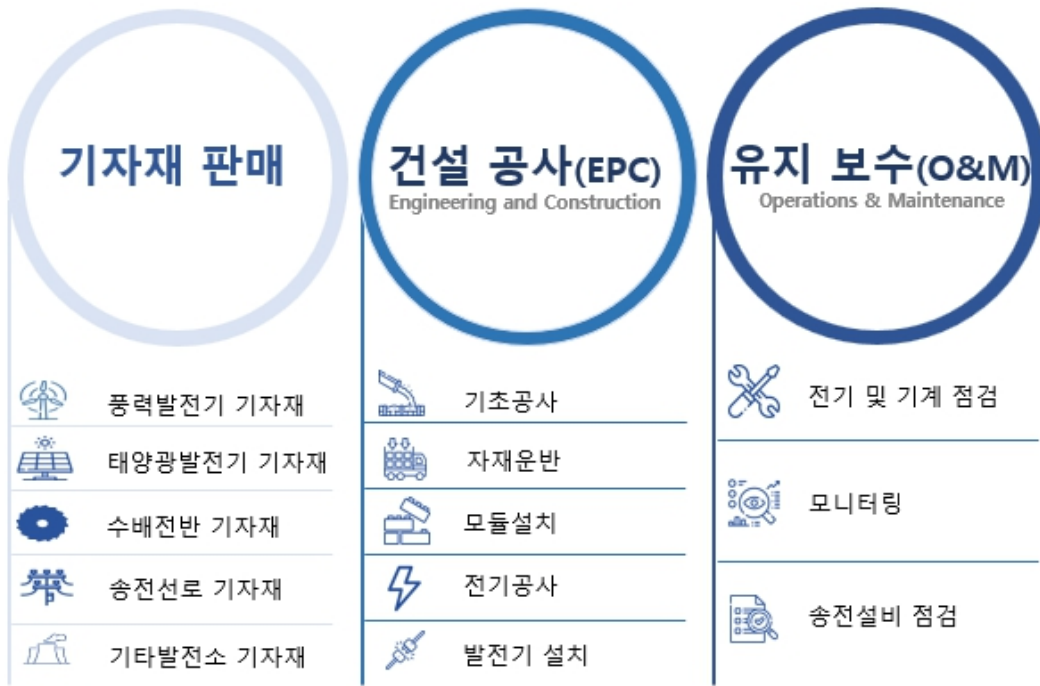 기자재 판매
풍력발전기 기자재
태양광발전기 기자재
수배전반 기자재
송전선로 기자재
기타발전소 기자재
건설 공사(EPC)
Engineering and Construction
기초공사
자재운반
모듈설치
전기공사
발전기 설치
유지 보수(O&M)
Operations & Maintenance
전기 및 기계 점검
모니터링
송전설비 점검